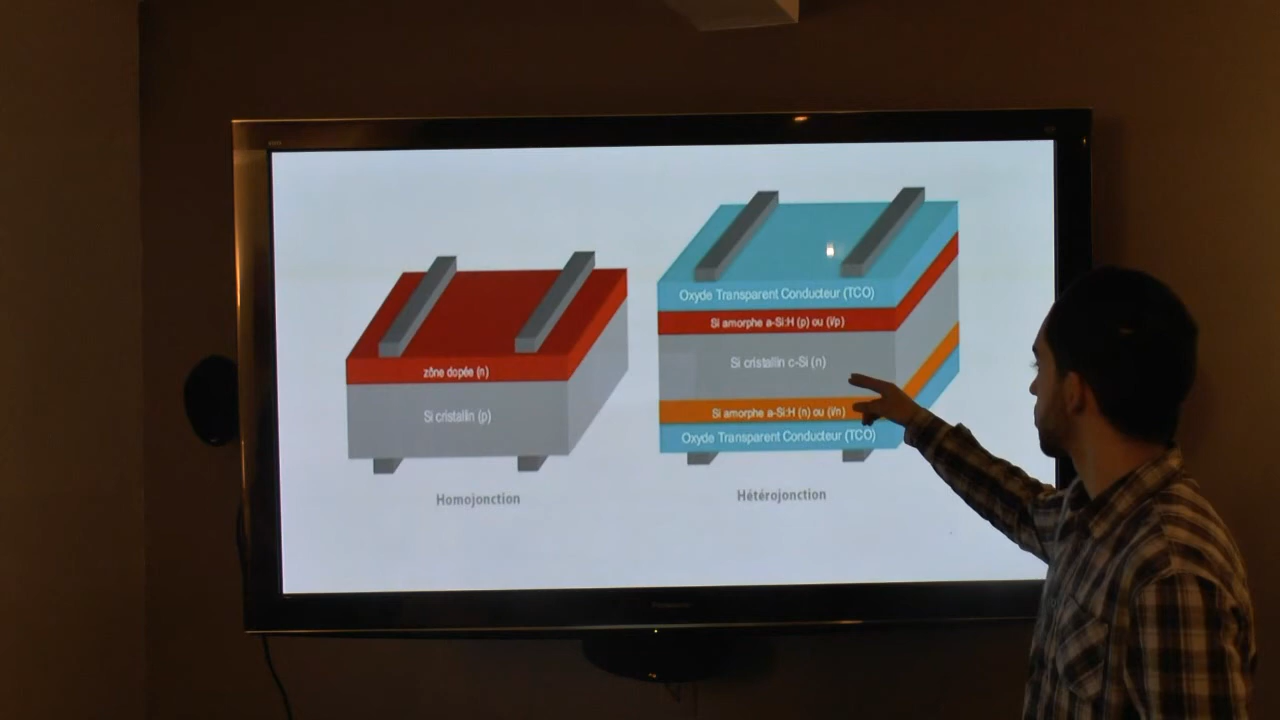 zône dopée (n)
Si cristallin (p)
Homojonction
Oxyde Transparent Conducteur (TCO)
Si amorphe a-Si:H (p) ou (i/p)
Si cristallin c-Si (n)
Si amorphe a-Si:H (n) ou (i/n)
Oxyde Transparent Conducteur (TCO)
Hétérojonction
Panasonic